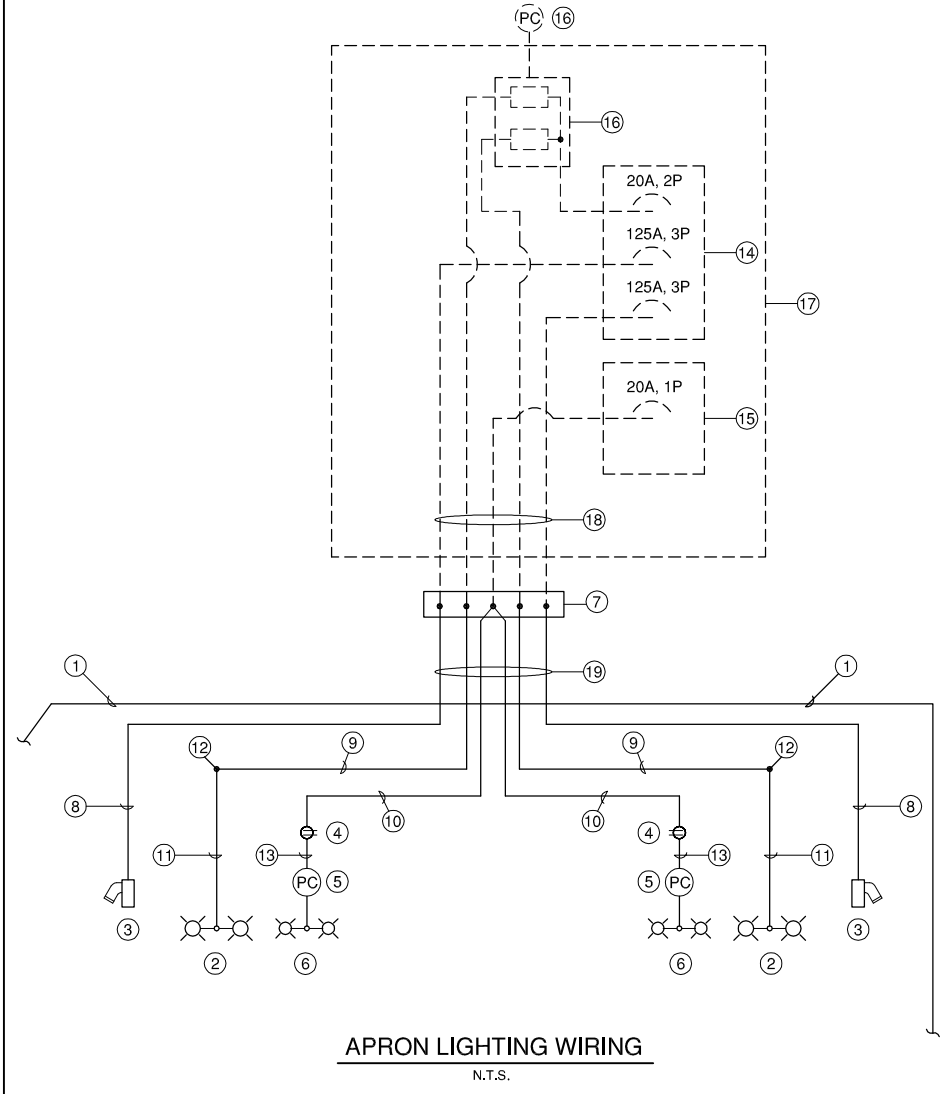 PC 16
16
20A, 2P
125A, 3P
14
125A, 3P
17
20A, 1P
15
18
7
1 19 1
12 9 9 12
8 10 10 8
4 4
11 13 13 11
PC 5 5 PC
3 2 6 6 2 3
APRON LIGHTING WIRING
N.T.S.